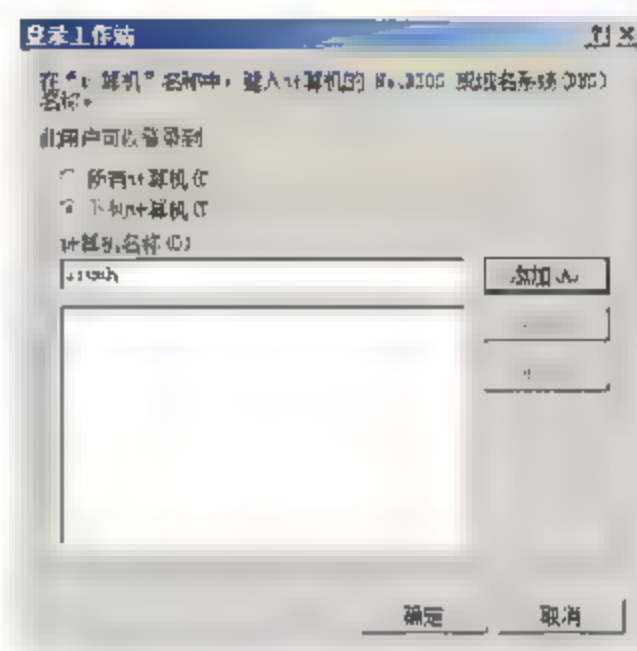 登录工作站
在“计算机”名称中，键入计算机的 NetBIOS 或域名系统(DNS)
名称。
此用户可以登录到
所有计算机(C)
下列计算机(T)
计算机名称(C)
添加(A)
确定
取消